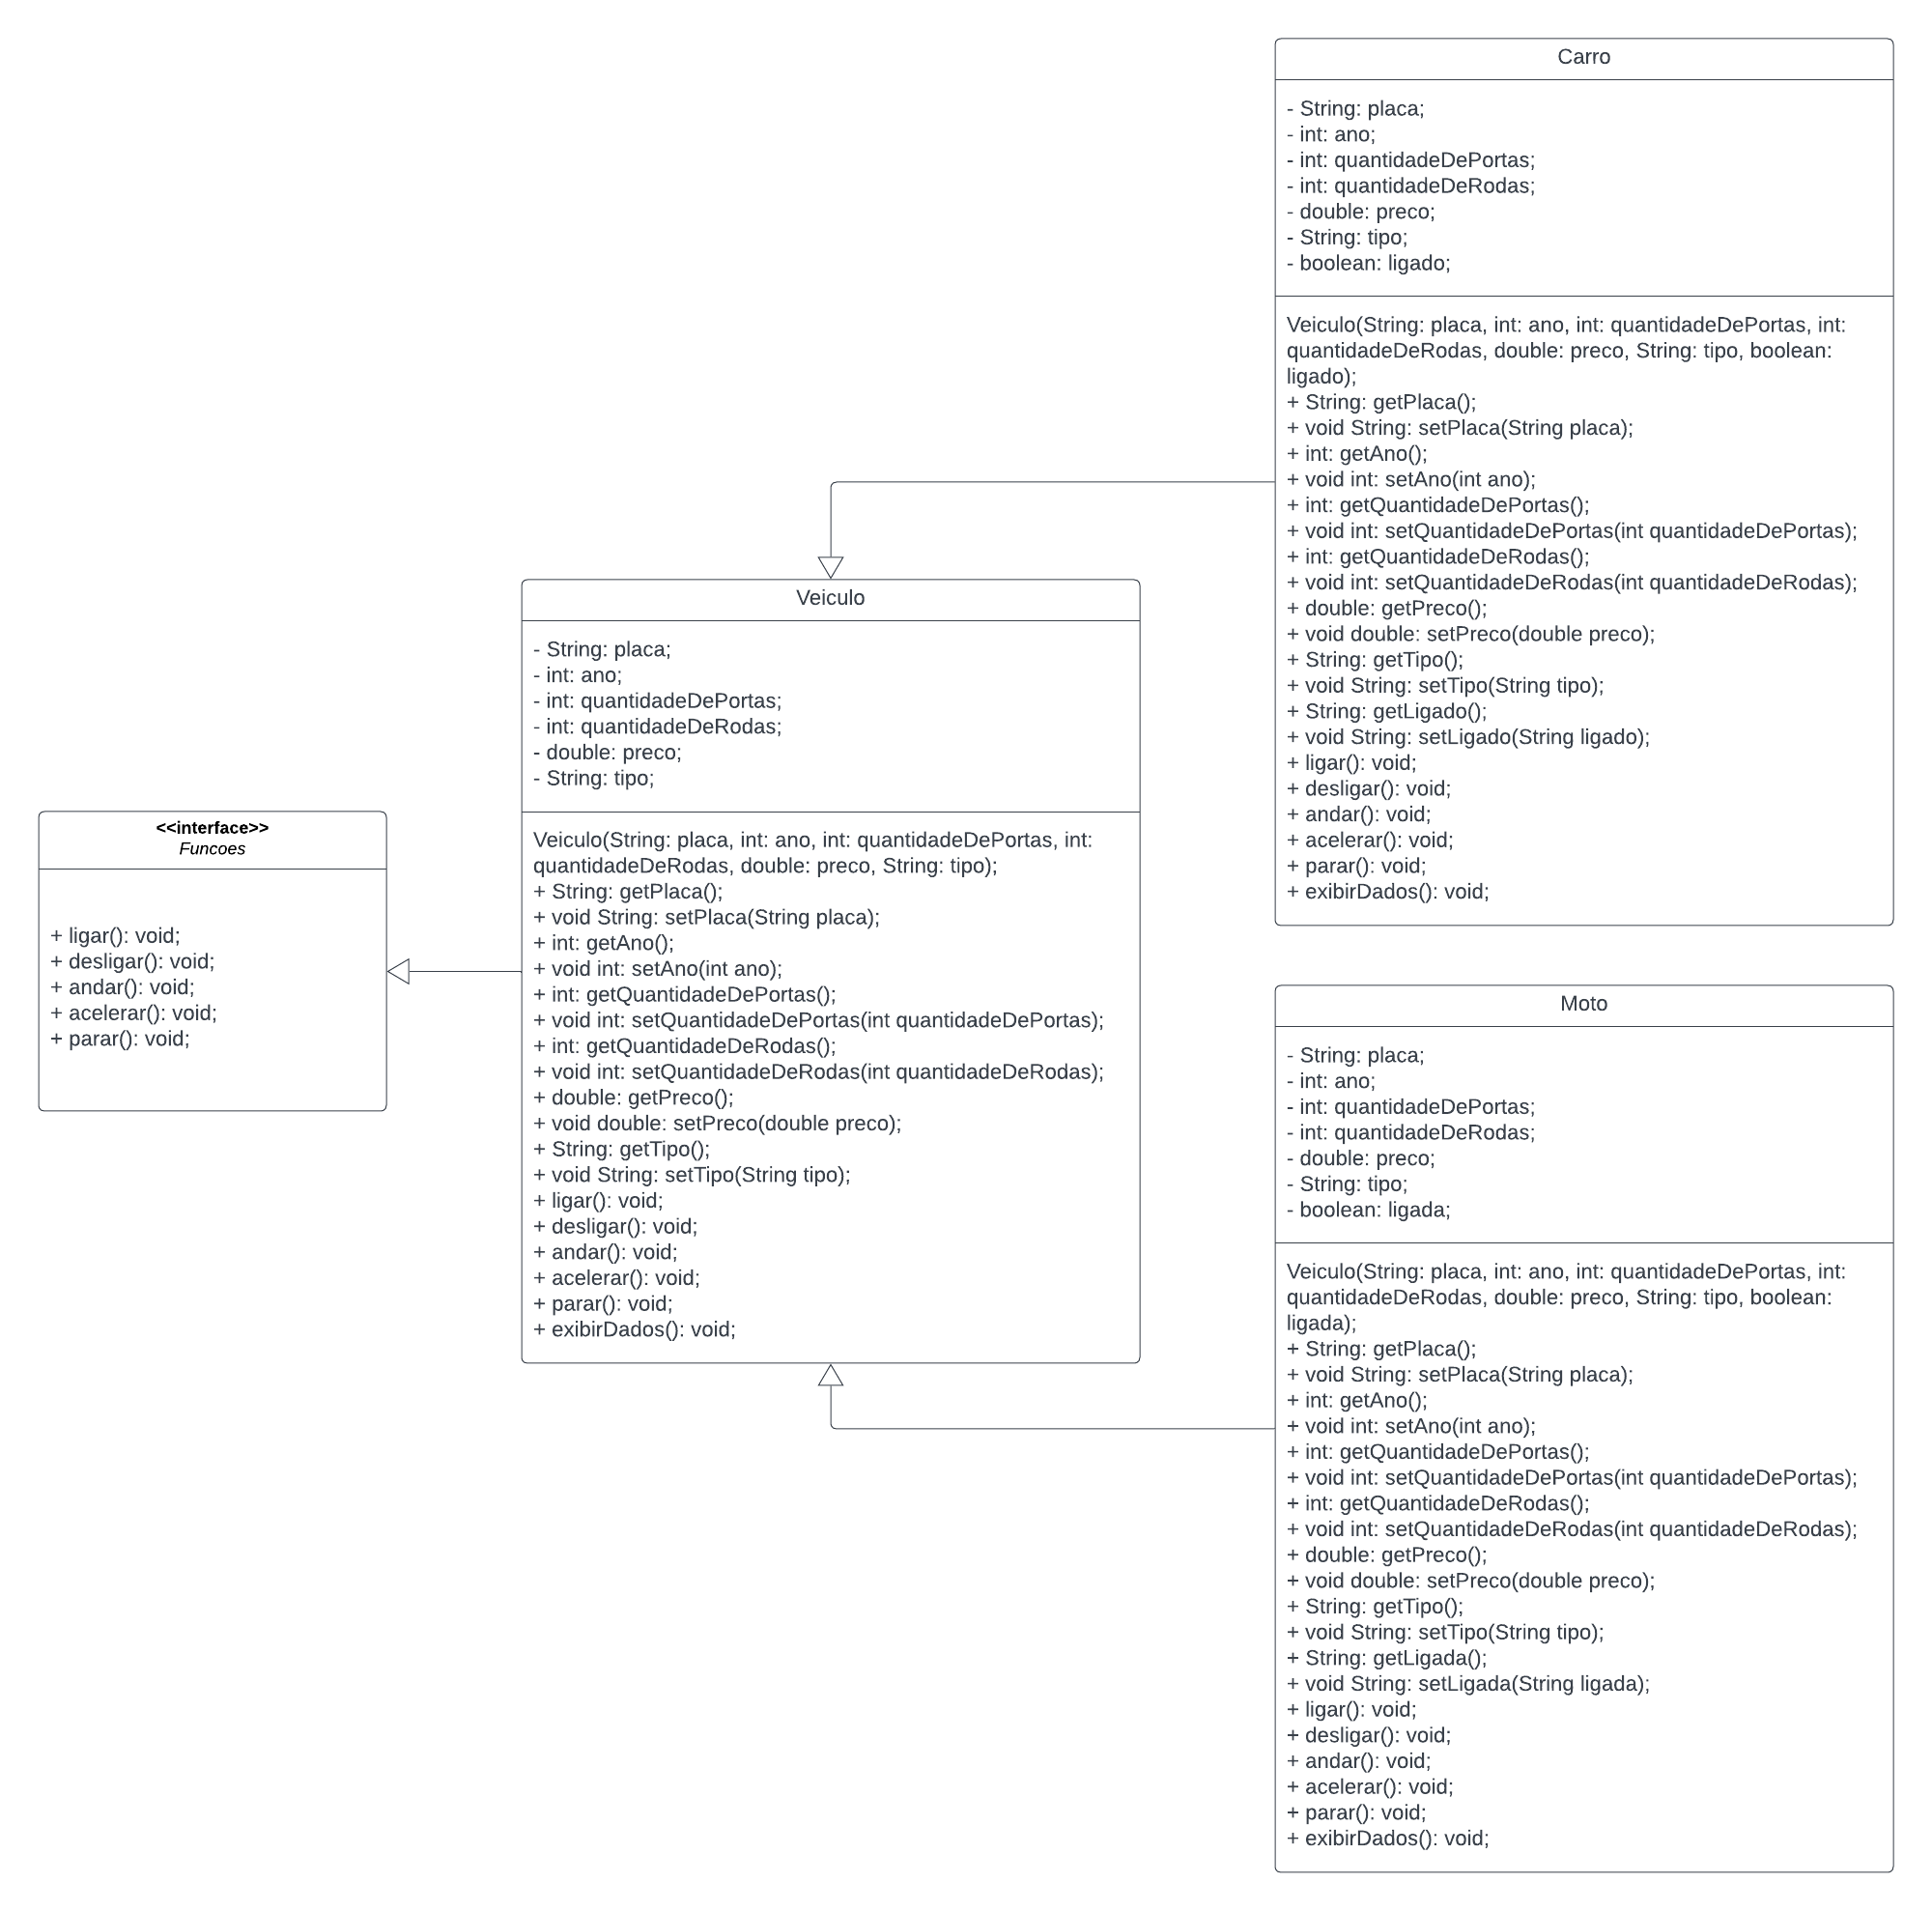 Carro
- String: placa;
- int: ano;
- int: quantidadeDePortas;
- int: quantidadeDeRodas;
- double: preco;
- String: tipo;
- boolean: ligado;
Veiculo(String: placa, int: ano, int: quantidadeDePortas, int:
quantidadeDeRodas, double: preco, String: tipo, boolean:
ligado);
+ String: getPlaca();
+ void String: setPlaca(String placa);
+ int: getAno();
+ void int: setAno(int ano);
+ int: getQuantidadeDePortas();
+ void int: setQuantidadeDePortas(int quantidadeDePortas);
+ int: getQuantidadeDeRodas();
+ void int: setQuantidadeDeRodas(int quantidadeDeRodas);
+ double: getPreco();
+ void double: setPreco(double preco);
+ String: getTipo();
+ void String: setTipo(String tipo);
+ String: getLigado();
+ void String: setLigado(String ligado);
+ ligar(): void;
+ desligar(): void;
+ andar(): void;
+ acelerar(): void;
+ parar(): void;
+ exibirDados(): void;
Veiculo
- String: placa;
- int: ano;
- int: quantidadeDePortas;
- int: quantidadeDeRodas;
- double: preco;
- String: tipo;
Veiculo(String: placa, int: ano, int: quantidadeDePortas, int:
quantidadeDeRodas, double: preco, String: tipo);
+ String: getPlaca();
+ void String: setPlaca(String placa);
+ int: getAno();
+ void int: setAno(int ano);
+ int: getQuantidadeDePortas();
+ void int: setQuantidadeDePortas(int quantidadeDePortas);
+ int: getQuantidadeDeRodas();
+ void int: setQuantidadeDeRodas(int quantidadeDeRodas);
+ double: getPreco();
+ void double: setPreco(double preco);
+ String: getTipo();
+ void String: setTipo(String tipo);
+ ligar(): void;
+ desligar(): void;
+ andar(): void;
+ acelerar(): void;
+ parar(): void;
+ exibirDados(): void;
<<interface>>
Funcoes
+ ligar(): void;
+ desligar(): void;
+ andar(): void;
+ acelerar(): void;
+ parar(): void;
Moto
- String: placa;
- int: ano;
- int: quantidadeDePortas;
- int: quantidadeDeRodas;
- double: preco;
- String: tipo;
- boolean: ligada;
Veiculo(String: placa, int: ano, int: quantidadeDePortas, int:
quantidadeDeRodas, double: preco, String: tipo, boolean:
ligada);
+ String: getPlaca();
+ void String: setPlaca(String placa);
+ int: getAno();
+ void int: setAno(int ano);
+ int: getQuantidadeDePortas();
+ void int: setQuantidadeDePortas(int quantidadeDePortas);
+ int: getQuantidadeDeRodas();
+ void int: setQuantidadeDeRodas(int quantidadeDeRodas);
+ double: getPreco();
+ void double: setPreco(double preco);
+ String: getTipo();
+ void String: setTipo(String tipo);
+ String: getLigada();
+ void String: setLigada(String ligada);
+ ligar(): void;
+ desligar(): void;
+ andar(): void;
+ acelerar(): void;
+ parar(): void;
+ exibirDados(): void;